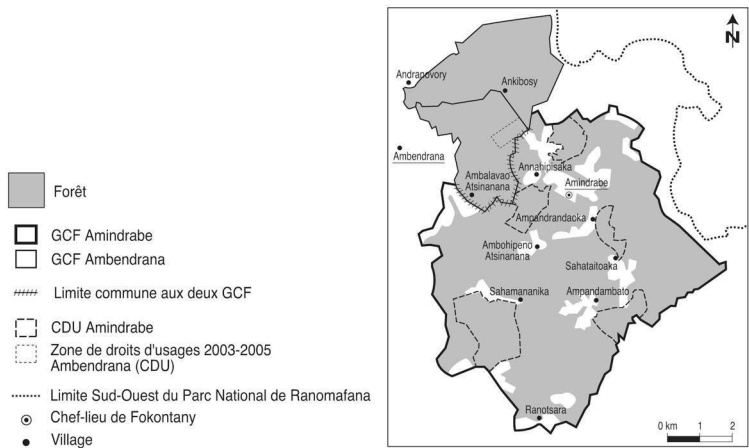 Forêt
GCF Amindrabe
GCF Ambendrana
Limite commune aux deux GCF
CDU Amindrabe
Zone de droits d'usages 2003-2005
Ambendrana (CDU)
Limite Sud-Ouest du Parc National de Ranomafana
Chef-lieu de Fokontany
Village
N
Andranovory
Ankibosy
Ambendrana
Annahipisaka
Ambalavao
Atsinanana
Amindrabe
Ampandrandaoka
Ambohipeno
Atsinanana
Sahataitoaka
Sahamananika
Ampandambato
Ranotsara
0 km 1 2